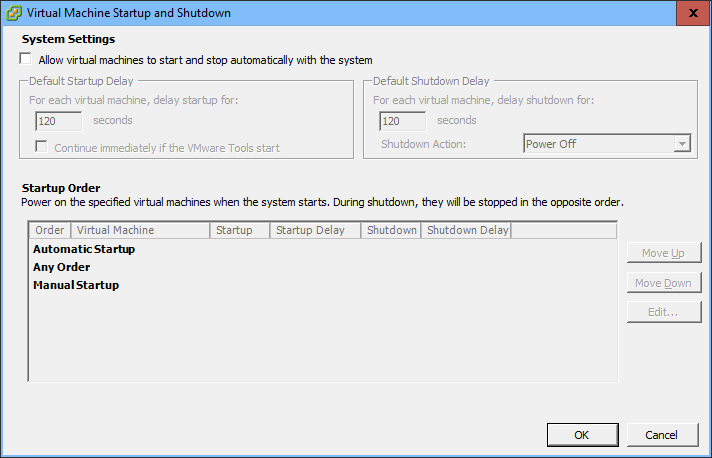 Virtual Machine Startup and Shutdown
x
System Settings
Allow virtual machines to start and stop automatically with the system
Default Startup Delay
For each virtual machine, delay startup for:
120 seconds
Continue immediately if the VMware Tools start
Default Shutdown Delay
For each virtual machine, delay shutdown for:
120 seconds
Shutdown Action: Power Off
Startup Order
Power on the specified virtual machines when the system starts. During shutdown, they will be stopped in the opposite order.
Order Virtual Machine Startup Startup Delay Shutdown Shutdown Delay
Automatic Startup
Any Order
Manual Startup
Move Up
Move Down
Edit...
OK Cancel